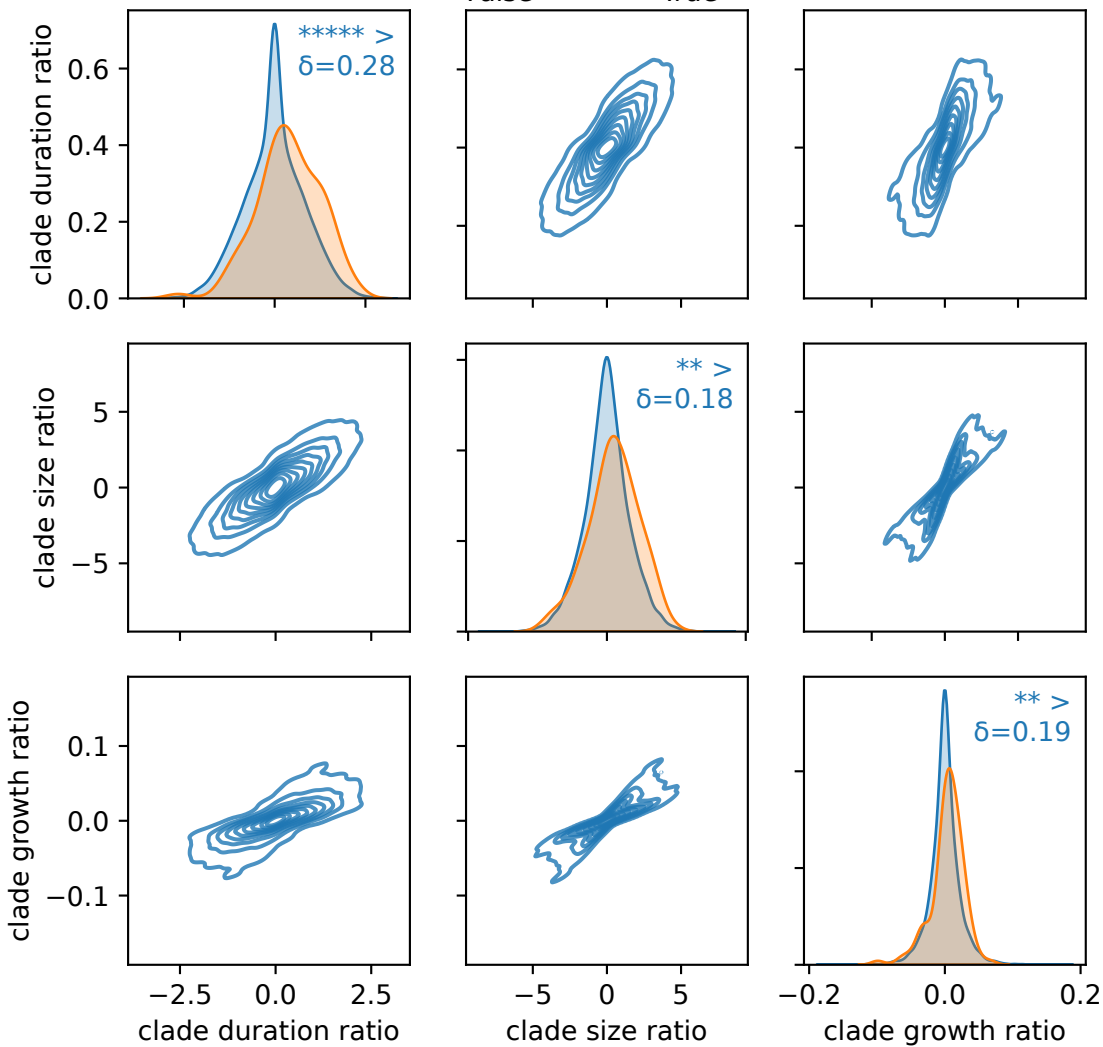 clade duration ratio
0.6
0.4
0.2
0.0
***** >
δ=0.28
clade size ratio
5
0
−5
** >
δ=0.18
clade growth ratio
0.1
0.0
−0.1
** >
δ=0.19
−2.5 0.0 2.5
−5 0 5
−0.2 0.0 0.2
clade duration ratio
clade size ratio
clade growth ratio